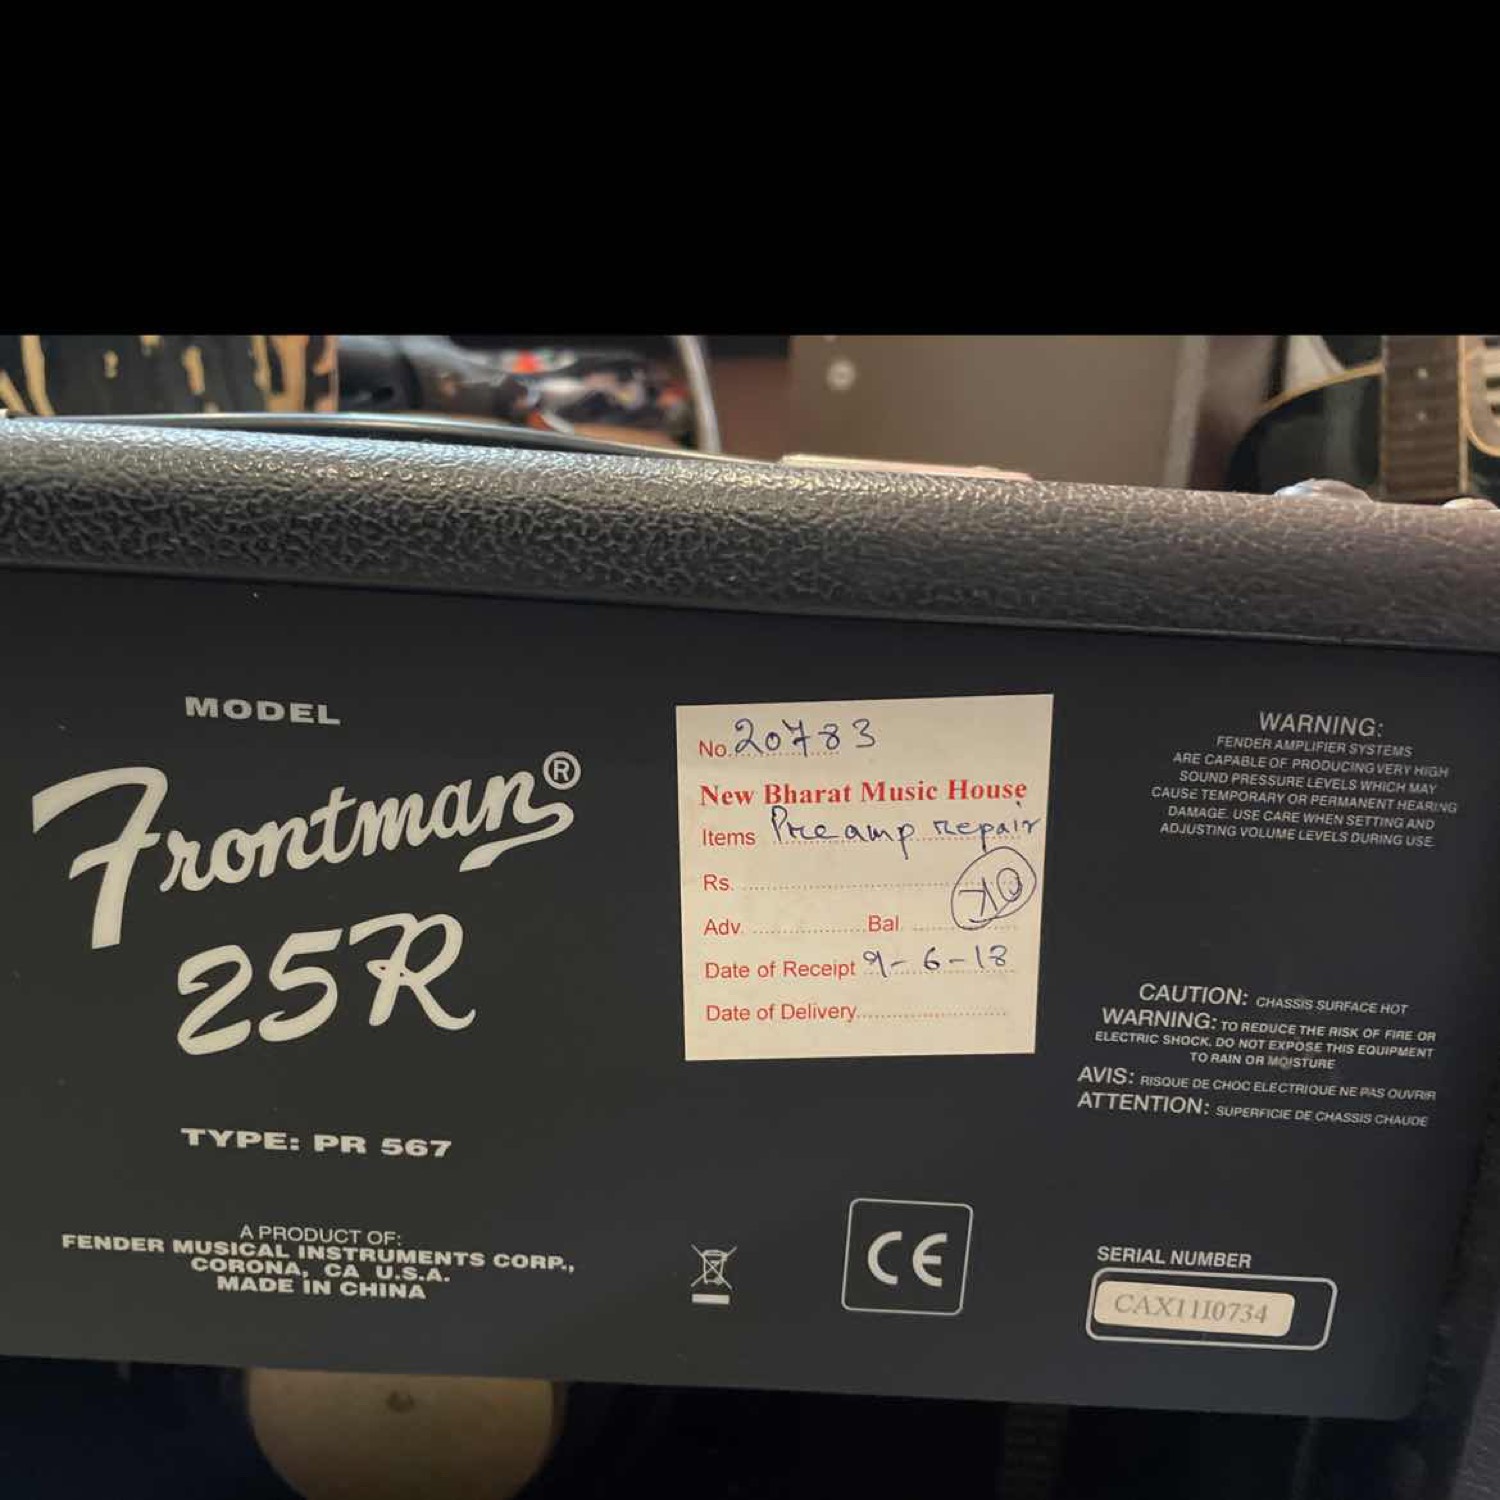 MODEL
Frontman®
25R
TYPE: PR 567
A PRODUCT OF:
FENDER MUSICAL INSTRUMENTS CORP.,
CORONA, CA U.S.A.
MADE IN CHINA
No. 20783
New Bharat Music House
Items Pre amp repair
Rs.
Adv. Bal.
Date of Receipt 9-6-18
Date of Delivery
CE
WARNING:
FENDER AMPLIFIER SYSTEMS
ARE CAPABLE OF PRODUCING VERY HIGH
SOUND PRESSURE LEVELS WHICH MAY
CAUSE TEMPORARY OR PERMANENT HEARING
DAMAGE. USE CARE WHEN SETTING AND
ADJUSTING VOLUME LEVELS DURING USE.
CAUTION: CHASSIS SURFACE HOT
WARNING: TO REDUCE THE RISK OF FIRE OR
ELECTRIC SHOCK, DO NOT EXPOSE THIS EQUIPMENT
TO RAIN OR MOISTURE
AVIS: RISQUE DE CHOC ELECTRIQUE NE PAS OUVRIR
ATTENTION: SUPERFICIE DE CHASSIS CHAUDE
SERIAL NUMBER
CAX11I0734